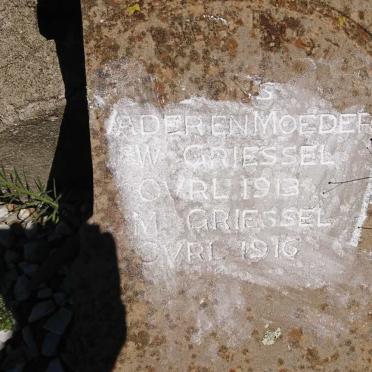 S
VADER EN MOEDER
W. GRIESSEL
OVRL 1913
M. GRIESSEL
OVRL 1916